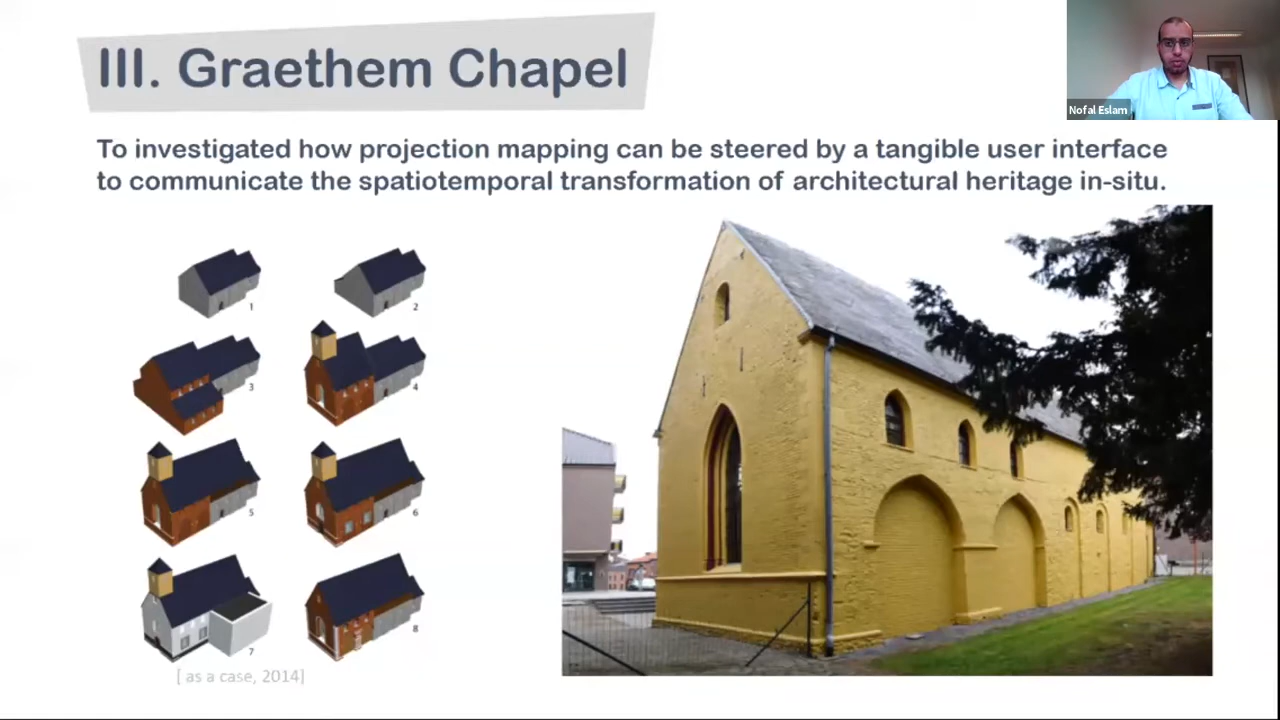 III. Graethem Chapel
Nofal Eslam
To investigated how projection mapping can be steered by a tangible user interface
to communicate the spatiotemporal transformation of architectural heritage in-situ.
1
2
3
4
5
6
7
8
[ as a case, 2014]